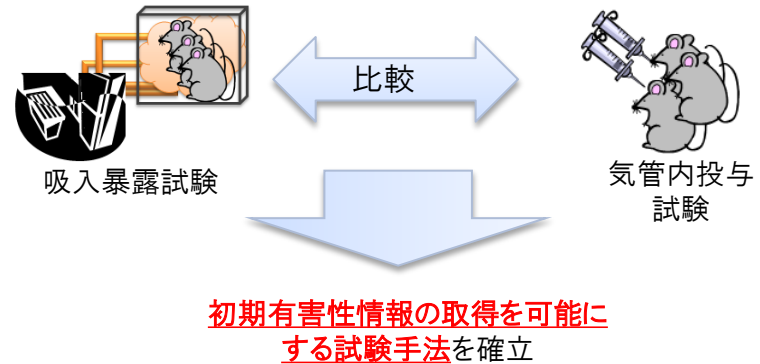 比較
吸入暴露試験
気管内投与
試験
初期有害性情報の取得を可能に
する試験手法を確立